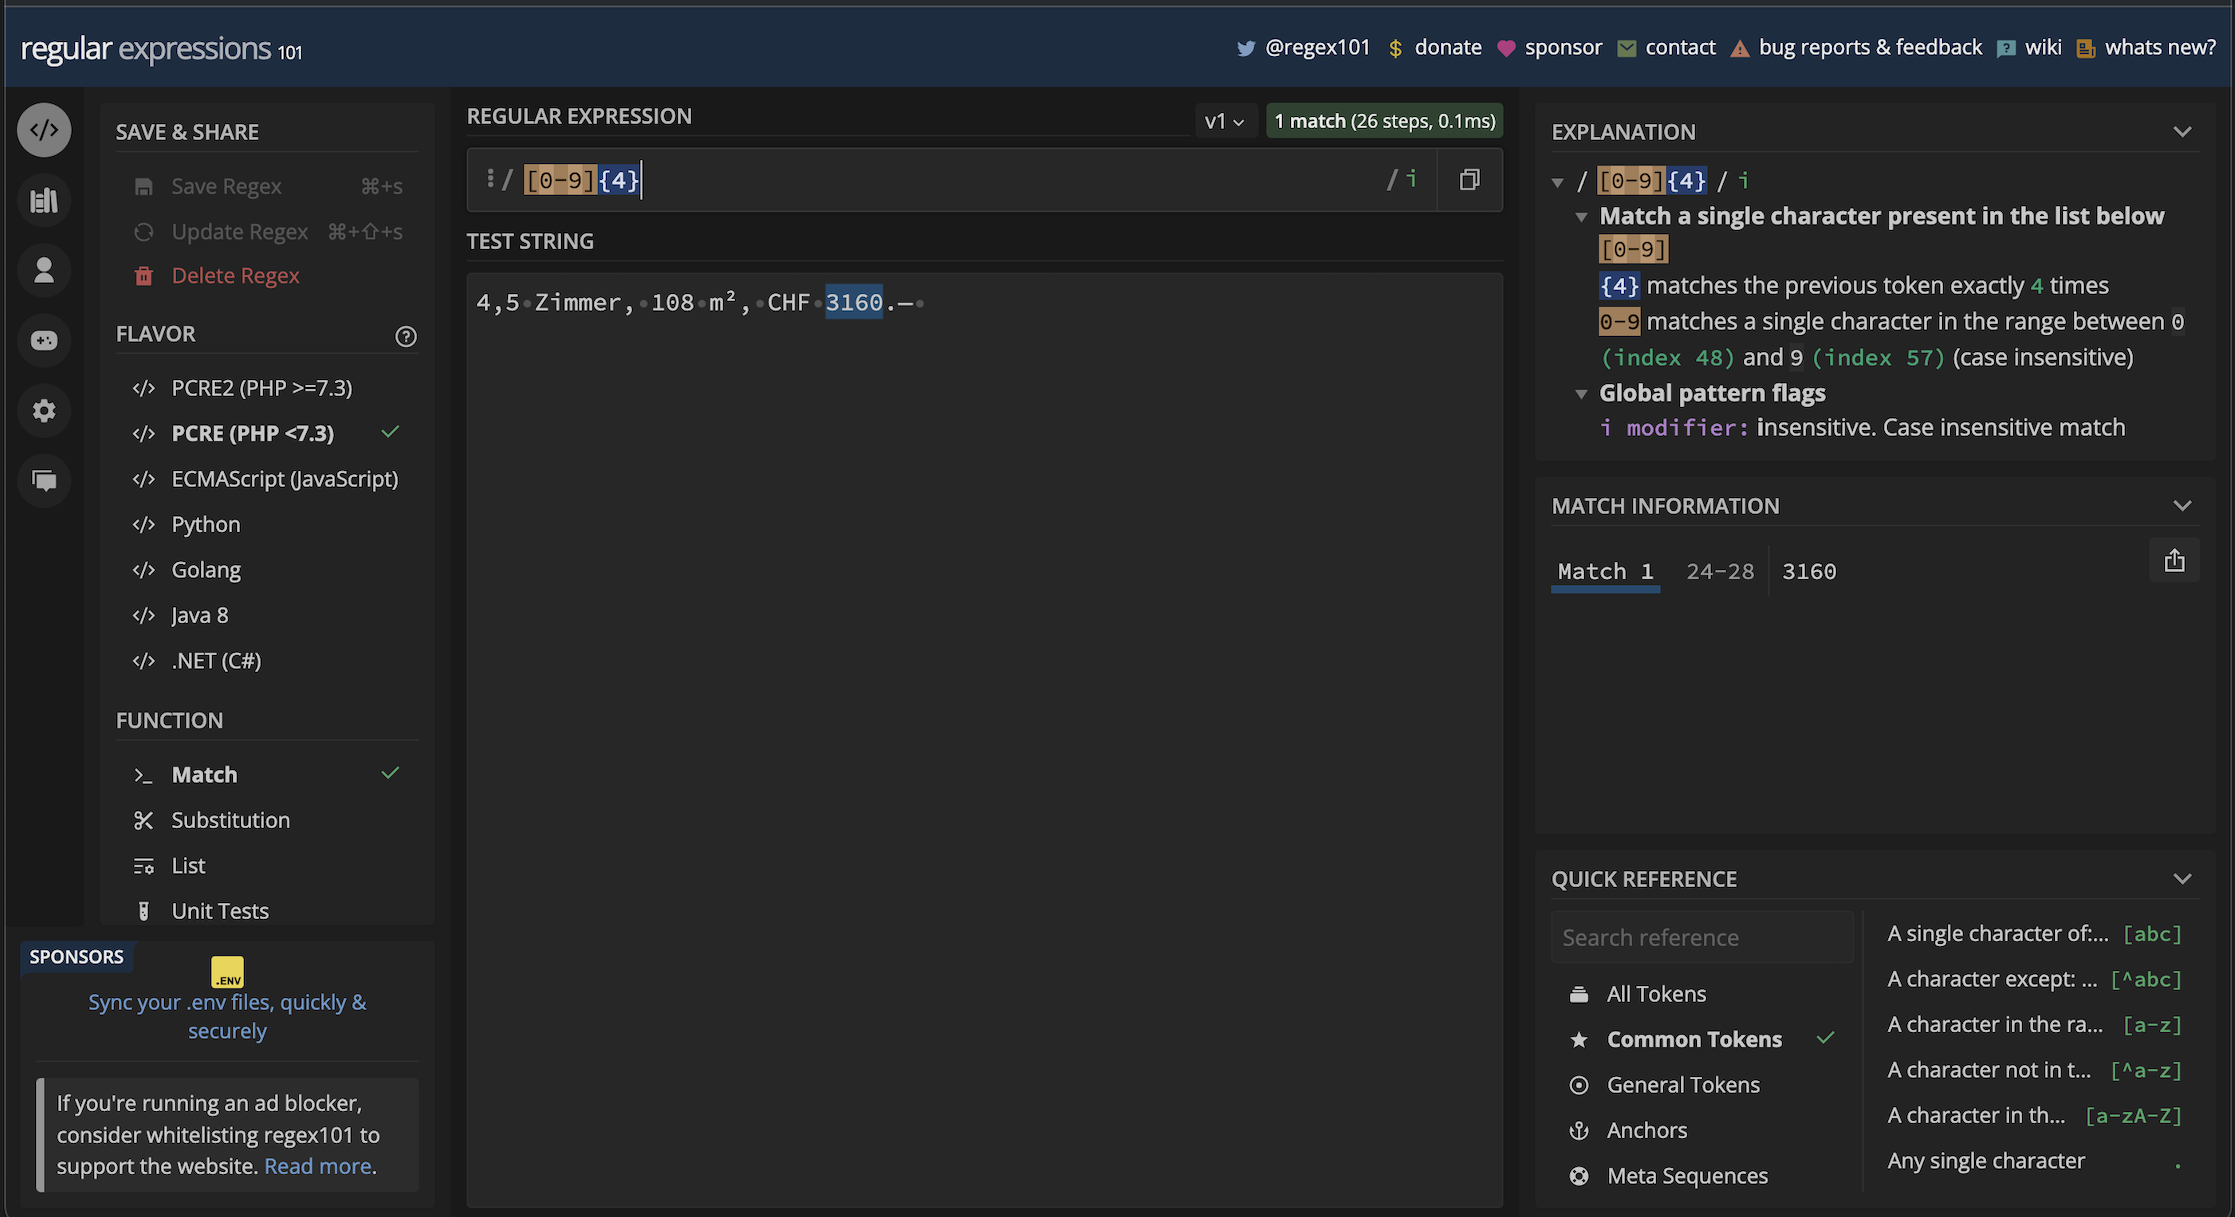 regular expressions 101
@regex101 $ donate sponsor contact bug reports & feedback wiki whats new?
SAVE & SHARE
Save Regex ⌘+s
Update Regex ⌘+⇧+s
Delete Regex
FLAVOR
PCRE2 (PHP >=7.3)
PCRE (PHP <7.3)
ECMAScript (JavaScript)
Python
Golang
Java 8
.NET (C#)
FUNCTION
Match
Substitution
List
Unit Tests
SPONSORS
.ENV
Sync your .env files, quickly &
securely
If you're running an ad blocker,
consider whitelisting regex101 to
support the website. Read more.
REGULAR EXPRESSION
v1
1 match (26 steps, 0.1ms)
/ [0-9]{4} / i
TEST STRING
4,5 Zimmer, 108 m², CHF 3160.–
EXPLANATION
/ [0-9]{4} / i
Match a single character present in the list below
[0-9]
{4} matches the previous token exactly 4 times
0-9 matches a single character in the range between 0
(index 48) and 9 (index 57) (case insensitive)
Global pattern flags
i modifier: insensitive. Case insensitive match
MATCH INFORMATION
Match 1 24-28 3160
QUICK REFERENCE
Search reference
All Tokens
Common Tokens
General Tokens
Anchors
Meta Sequences
A single character of:... [abc]
A character except: ... [^abc]
A character in the ra... [a-z]
A character not in t... [^a-z]
A character in th... [a-zA-Z]
Any single character .